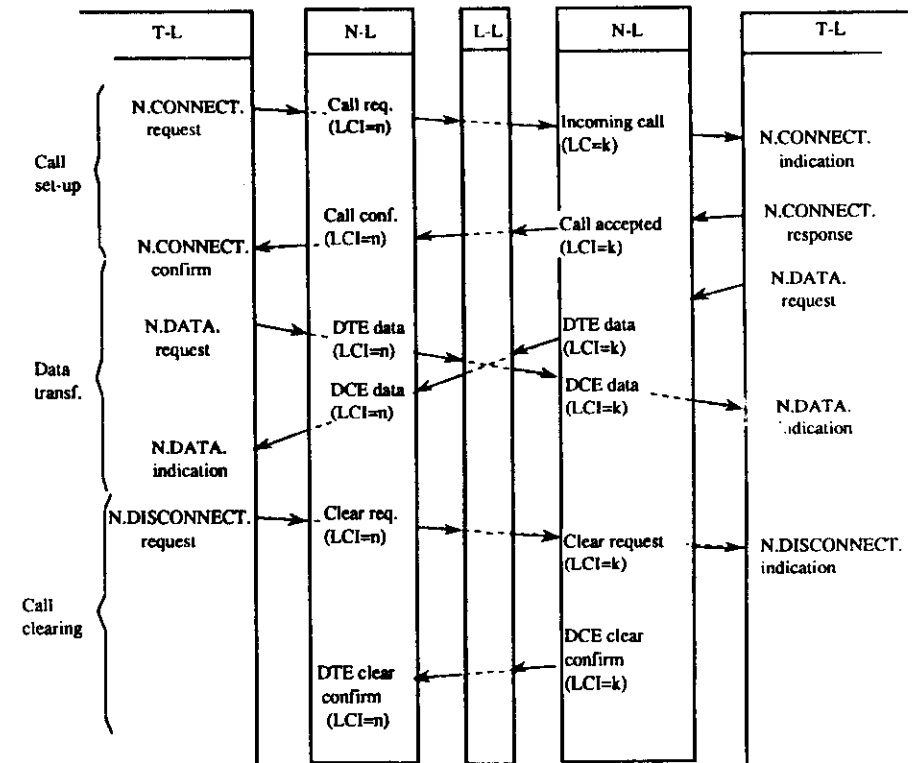 T-L
N-L
L-L
N-L
T-L
Call
set-up
N.CONNECT.
request
Call req.
(LCI=n)
Incoming call
(LC=k)
N.CONNECT.
indication
N.CONNECT.
response
Call accepted
(LCI=k)
Call conf.
(LCI=n)
N.CONNECT.
confirm
Data
transf.
N.DATA.
request
N.DATA.
request
DTE data
(LCI=n)
DTE data
(LCI=k)
DCE data
(LCI=n)
DCE data
(LCI=k)
N.DATA.
N.DATA.
indication
Call
clearing
N.DISCONNECT.
request
Clear req.
(LCI=n)
Clear request
(LCI=k)
N.DISCONNECT.
indication
DCE clear
confirm
(LCI=k)
DTE clear
confirm
(LCI=n)